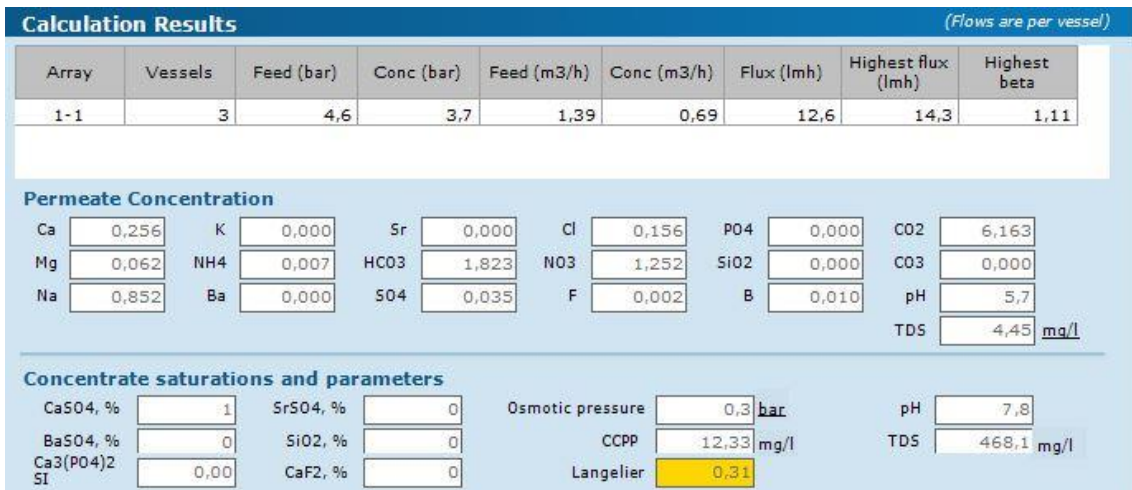 Calculation Results (Flows are per vessel)
Array Vessels Feed (bar) Conc (bar) Feed (m3/h) Conc (m3/h) Flux (lmh) Highest flux (lmh) Highest beta
1-1 3 4,6 3,7 1,39 0,69 12,6 14,3 1,11
Permeate Concentration
Ca 0,256 K 0,000 Sr 0,000 Cl 0,156 PO4 0,000 CO2 6,163
Mg 0,062 NH4 0,007 HCO3 1,823 NO3 1,252 SiO2 0,000 CO3 0,000
Na 0,852 Ba 0,000 SO4 0,035 F 0,002 B 0,010 pH 5,7
TDS 4,45 mg/l
Concentrate saturations and parameters
CaSO4, % 1 SrSO4, % 0 Osmotic pressure 0,3 bar pH 7,8
BaSO4, % 0 SiO2, % 0 CCPP 12,33 mg/l TDS 468,1 mg/l
Ca3(PO4)2 SI 0,00 CaF2, % 0 Langelier 0,31